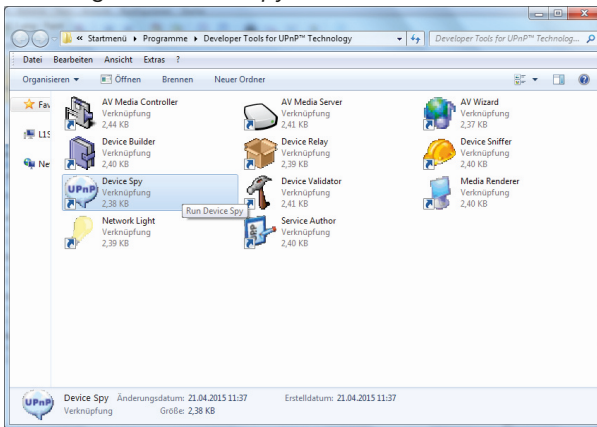 « Startmenü ▸ Programme ▸ Developer Tools for UPnP™ Technology
Developer Tools for UPnP™ Technolog...
Datei Bearbeiten Ansicht Extras ?
Organisieren Öffnen Brennen Neuer Ordner
Fav
L1S
Ne
AV Media Controller
Verknüpfung
2,44 KB
AV Media Server
Verknüpfung
2,41 KB
AV Wizard
Verknüpfung
2,37 KB
Device Builder
Verknüpfung
2,40 KB
Device Relay
Verknüpfung
2,39 KB
Device Sniffer
Verknüpfung
2,40 KB
UPnP
Device Spy
Verknüpfung
2,38 KB
Run Device Spy
Device Validator
Verknüpfung
2,41 KB
Media Renderer
Verknüpfung
2,40 KB
Network Light
Verknüpfung
2,39 KB
Service Author
Verknüpfung
2,40 KB
UPnP
Device Spy Änderungsdatum: 21.04.2015 11:37 Erstelldatum: 21.04.2015 11:37
Verknüpfung Größe: 2,38 KB